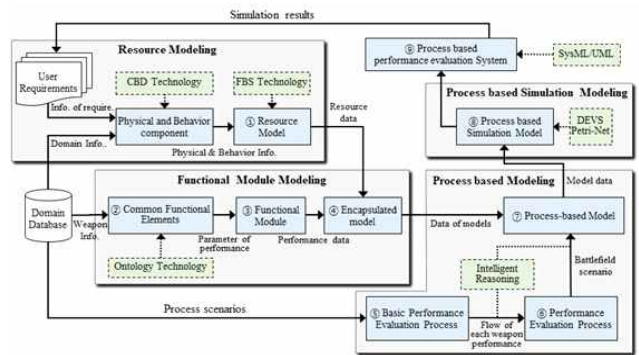 Simulation results
Resource Modeling
User
Requirements
CBD Technology
FBS Technology
Info. of require.
Physical and Behavior
component
① Resource
Model
Resource
data
Domain Info..
Physical & Behavior Info.
⑨ Process based
performance evaluation System
SysML/UML
Process based Simulation Modeling
⑧ Process based
Simulation Model
DEVS
Petri-Net
Functional Module Modeling
Process based Modeling
Model data
Domain
Database
Weapon
Info.
② Common Functional
Elements
③ Functional
Module
④ Encapsulated
model
Data of models
⑦ Process-based Model
Parameter of
performance
Performance data
Ontology Technology
Intelligent
Reasoning
Battlefield
scenario
Process scenarios
⑤ Basic Performance
Evaluation Process
Flow of
each weapon
performance
⑥ Performance
Evaluation Process